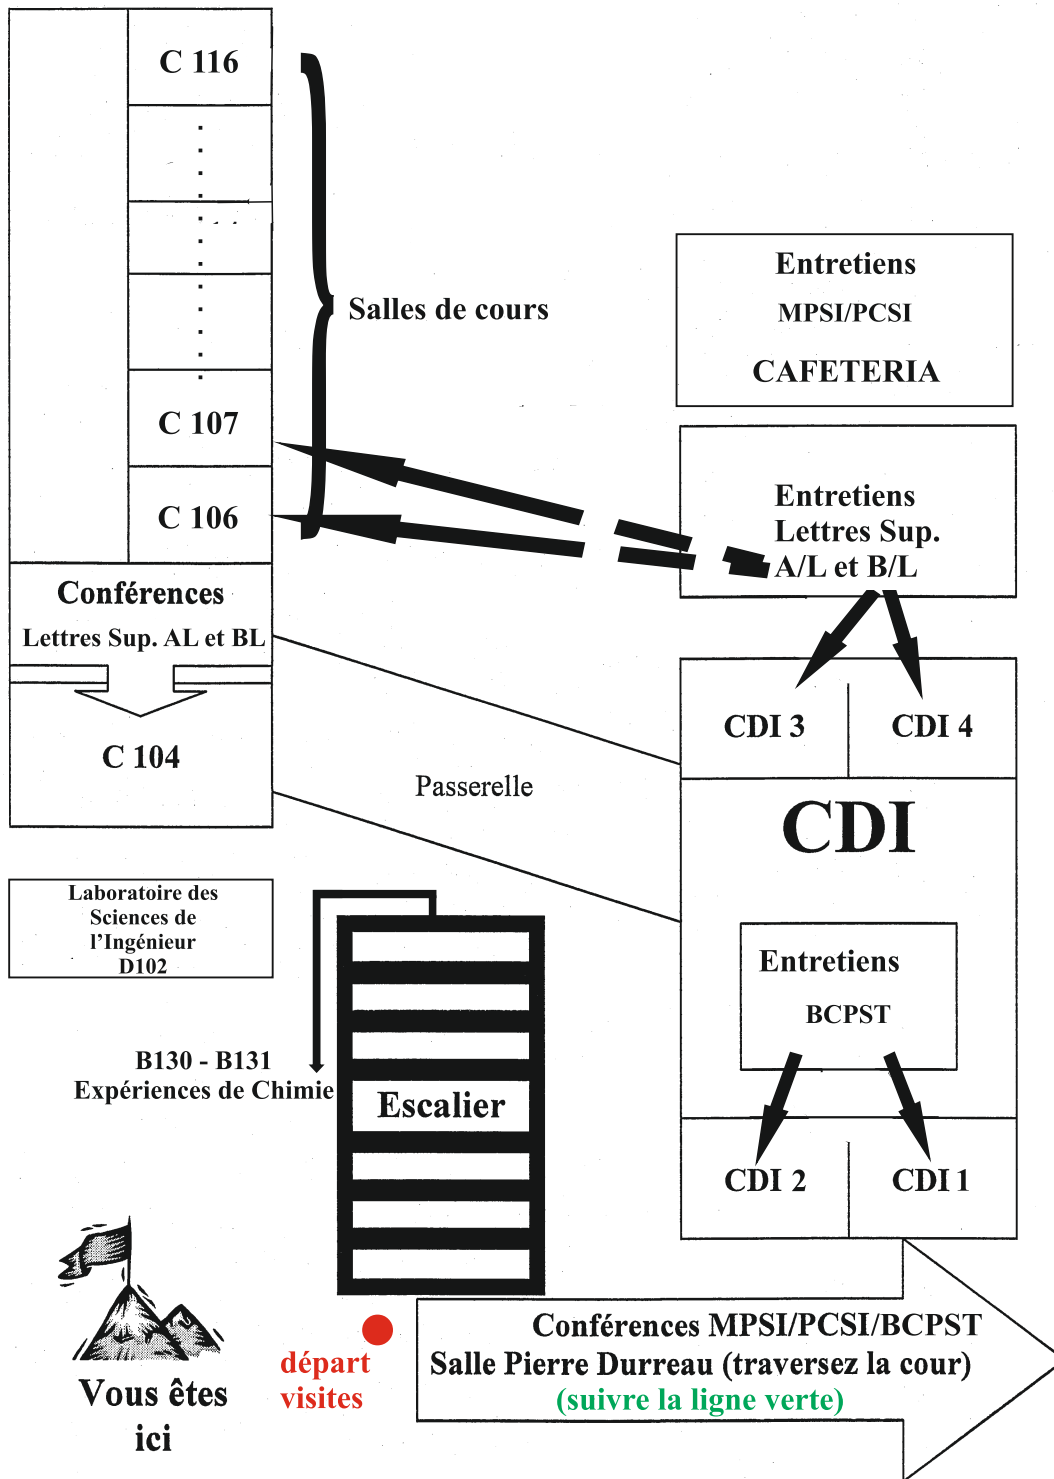 C 116
Salles de cours
C 107
C 106
Entretiens
MPSI/PCSI
CAFETERIA
Entretiens
Lettres Sup.
A/L et B/L
Conférences
Lettres Sup. AL et BL
C 104
CDI 3
CDI 4
Passerelle
CDI
Laboratoire des
Sciences de
l'Ingénieur
D102
Entretiens
BCPST
B130 - B131
Expériences de Chimie
Escalier
CDI 2
CDI 1
Vous êtes
ici
départ
visites
Conférences MPSI/PCSI/BCPST
Salle Pierre Durreau (traversez la cour)
(suivre la ligne verte)